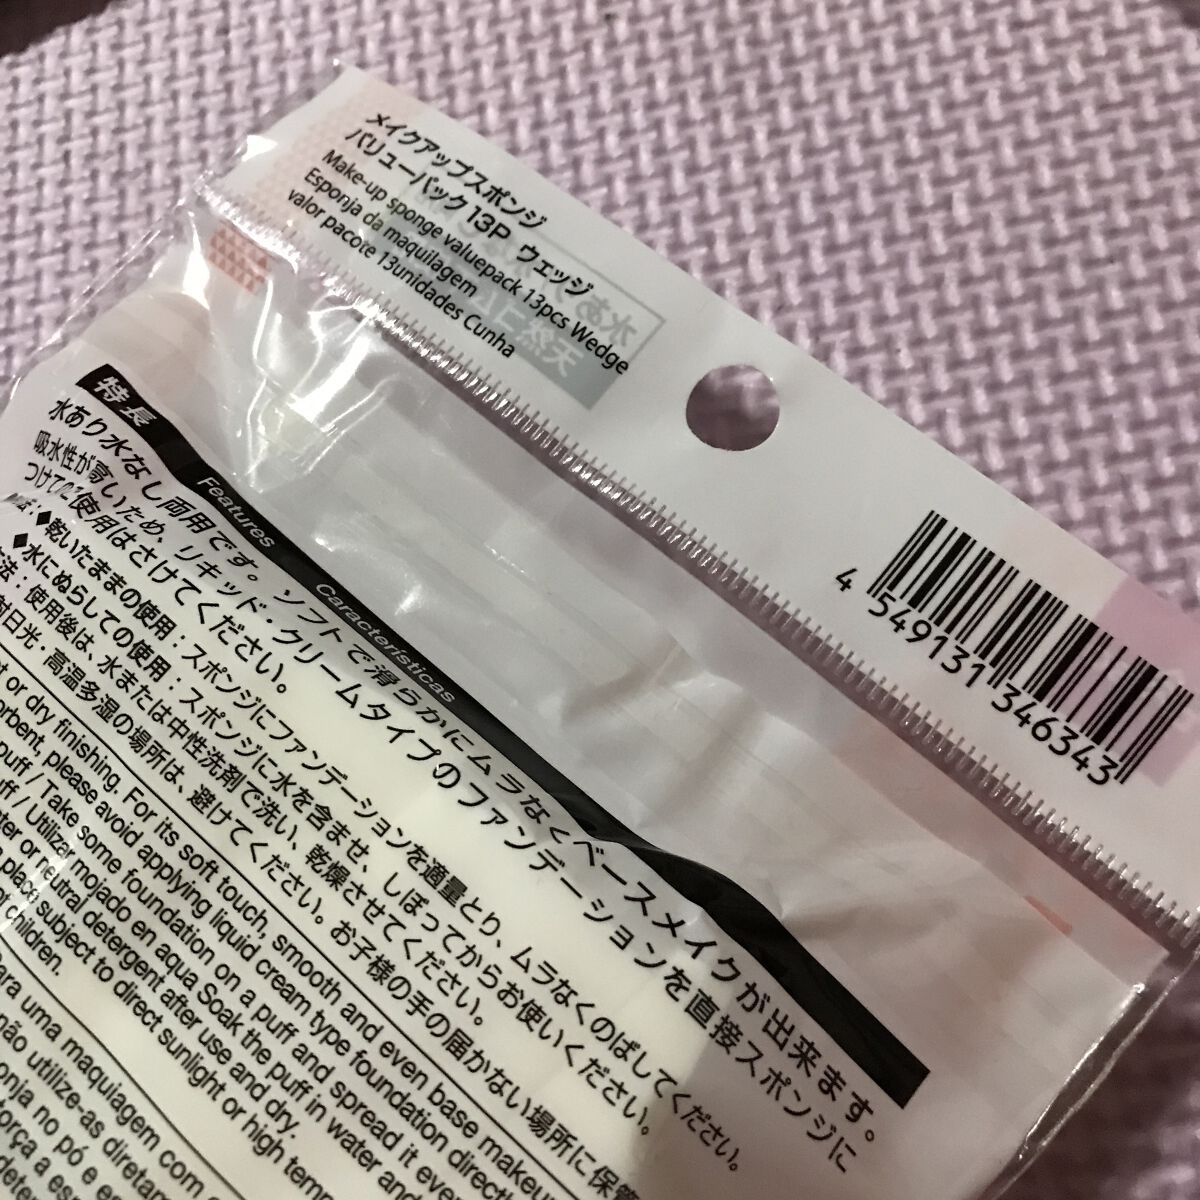 メイクアップスポンジ
バリューパック13P ウェッジ
Make-up sponge valuepack 13pcs Wedge
Esponja da maquilagem
valor pacote 13unidades Cunha
4 549131 346343
特長 Features Características
水あり水なし両用です。ソフトで滑らかにムラなくベースメイクが出来ます。
吸水性が高いため、リキッド・クリームタイプのファンデーションを直接スポンジに
つけての使用はさけてください。
法:◆乾いたままの使用:スポンジにファンデーションを適量とり、ムラなくのばしてください。
◆水にぬらしての使用:スポンジに水を含ませ、しぼってからお使いください。
法:使用後は、水または中性洗剤で洗い、乾燥させてください。
射日光・高温多湿の場所は、避けてください。お子様の手の届かない場所に保管
or dry finishing. For its soft touch, smooth and even base makeup
please avoid applying liquid cream type foundation directly
puff / Take some foundation on a puff and spread it
/ Utilizar mojado en aqua Soak the puff in water and
or neutral detergent after use and dry.
place subject to direct sunlight or high
children.
uma maquiagem com
não utilize-as
no pó e
força a